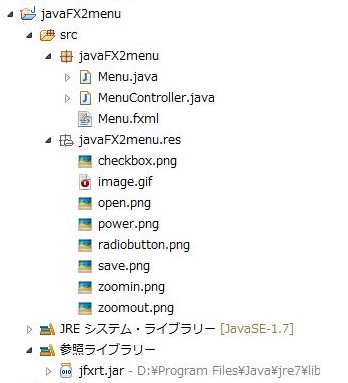 javaFX2menu
src
javaFX2menu
Menu.java
MenuController.java
Menu.fxml
javaFX2menu.res
checkbox.png
image.gif
open.png
power.png
radiobutton.png
save.png
zoomin.png
zoomout.png
JRE システム・ライブラリー [JavaSE-1.7]
参照ライブラリー
jfxrt.jar - D:¥Program Files¥Java¥jre7¥lib